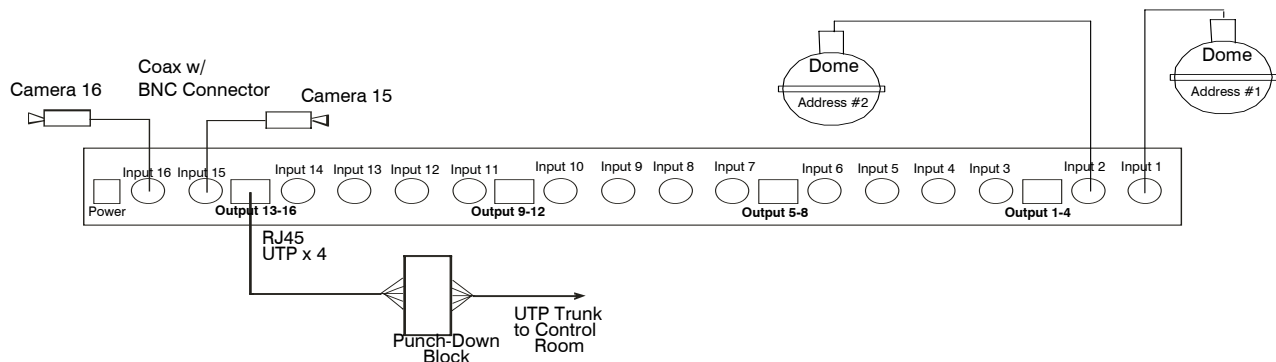 Dome
Address #1
Dome
Address #2
Coax w/
BNC Connector
Camera 16
Camera 15
Input 16
Input 15
Input 14
Input 13
Input 12
Input 11
Input 10
Input 9
Input 8
Input 7
Input 6
Input 5
Input 4
Input 3
Input 2
Input 1
Power
Output 13-16
Output 9-12
Output 5-8
Output 1-4
RJ45
UTP x 4
Punch-Down
Block
UTP Trunk
to Control
Room